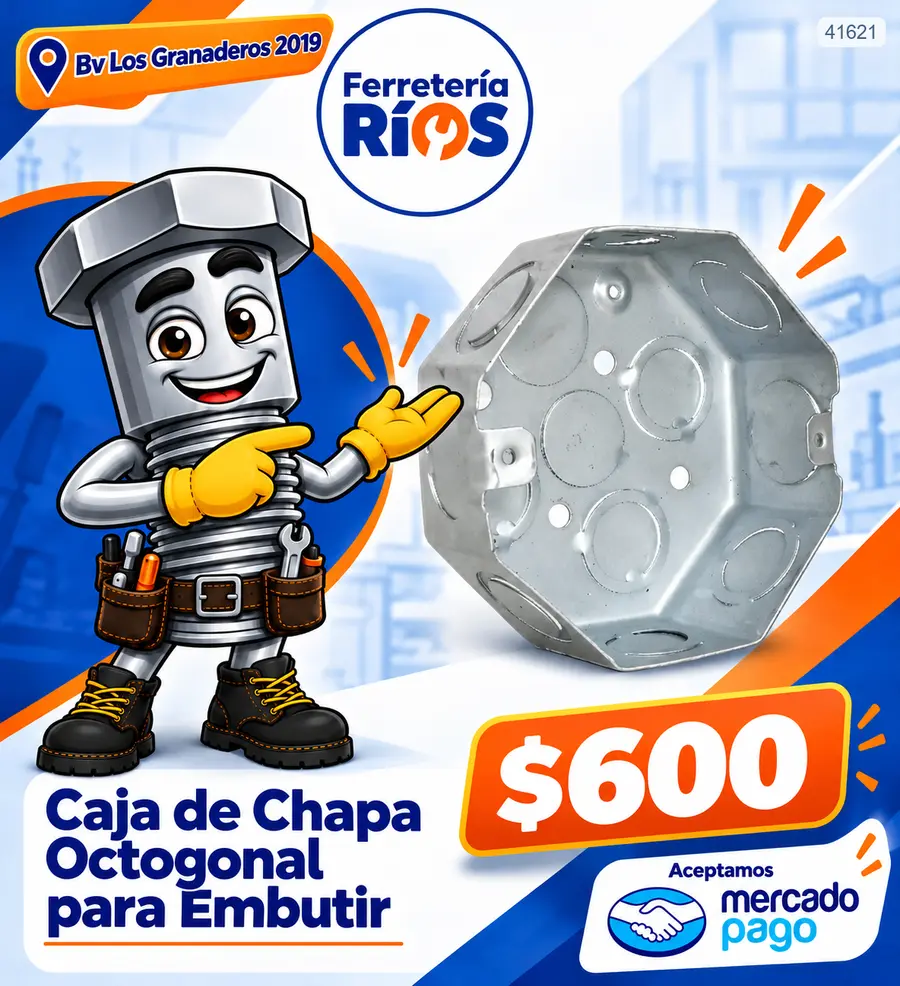 Bv Los Granaderos 2019
Ferretería
Ríos
41621
$600
Caja de Chapa
Octogonal
para Embutir
Aceptamos
mercado
pago